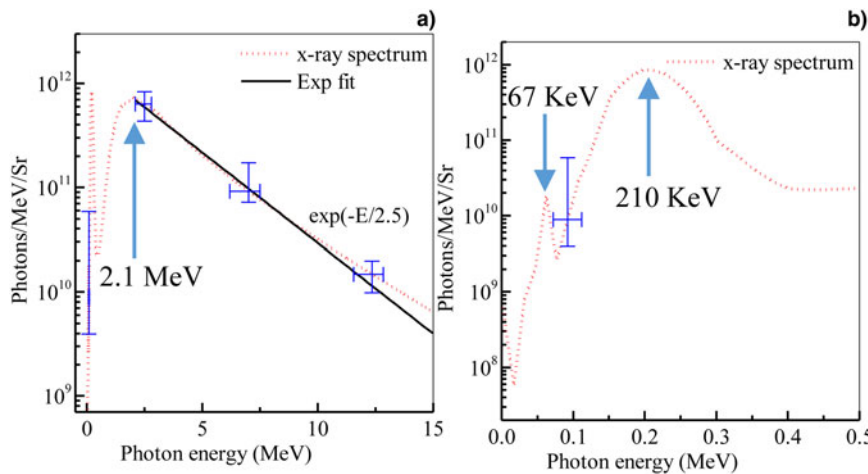 a)
x-ray spectrum
Exp fit
10¹²
10¹¹
10¹⁰
10⁹
Photons/MeV/Sr
2.1 MeV
exp(-E/2.5)
0 5 10 15
Photon energy (MeV)
b)
x-ray spectrum
10¹²
10¹¹
10¹⁰
10⁹
10⁸
Photons/MeV/Sr
67 KeV
210 KeV
0.0 0.1 0.2 0.3 0.4 0.5
Photon energy (MeV)